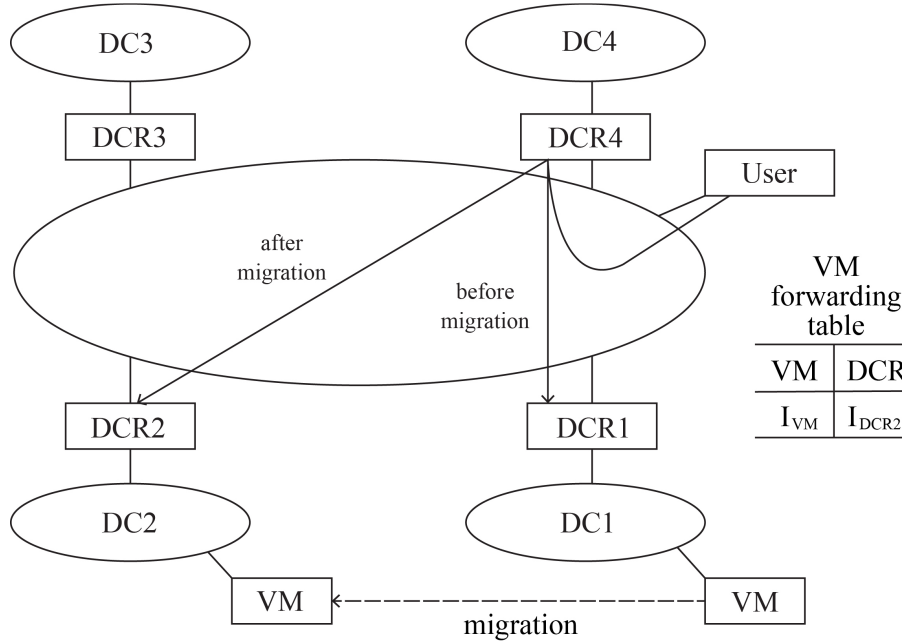 DC3
DC4
DCR3
DCR4
User
after
migration
before
migration
VM
forwarding
table
VM DCR
I_VM I_DCR2
DCR2
DCR1
DC2
DC1
VM
VM
migration